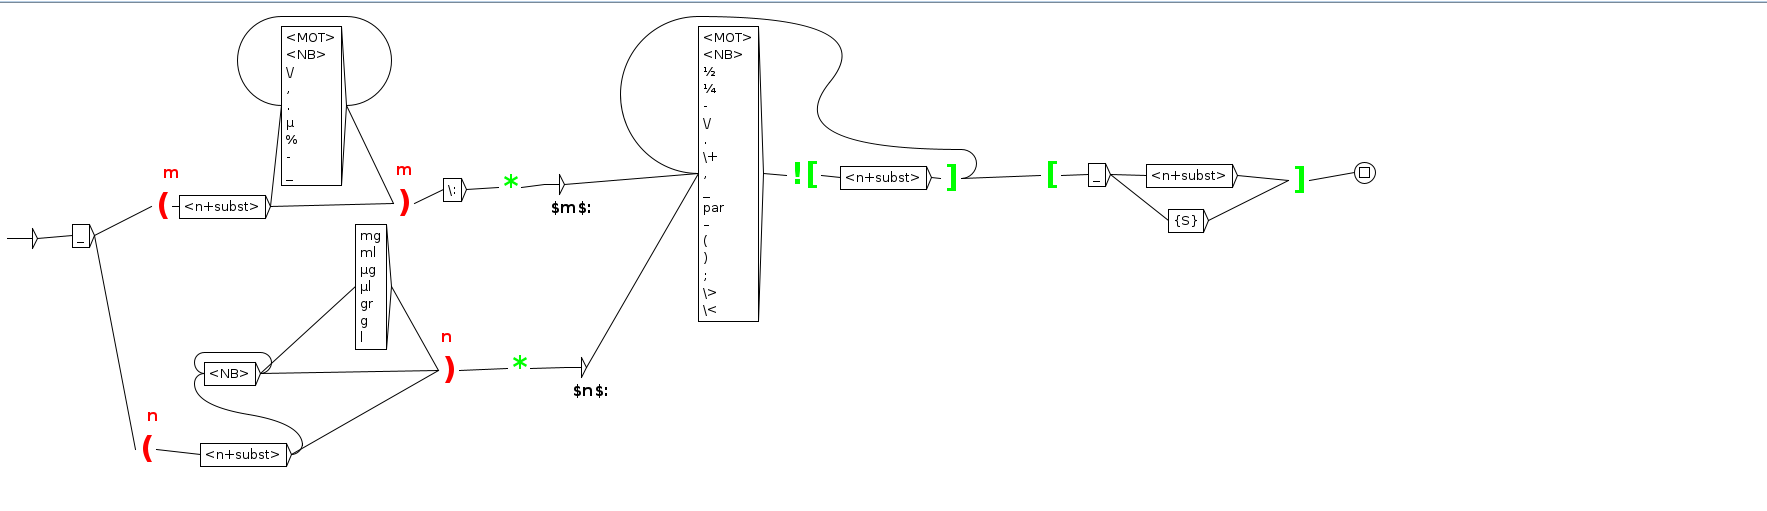 <MOT>
<NB>
\/
,
.
µ
%
-
_
m
(
<n+subst>
m
)
\:
*
$m$:
_
mg
ml
µg
µl
gr
g
l
<NB>
n
(
<n+subst>
n
)
*
$n$:
<MOT>
<NB>
½
¼
-
\/
.
\+
,
_
par
–
(
)
;
\>
\<
![
<n+subst>
]
[
_
<n+subst>
{S}
]